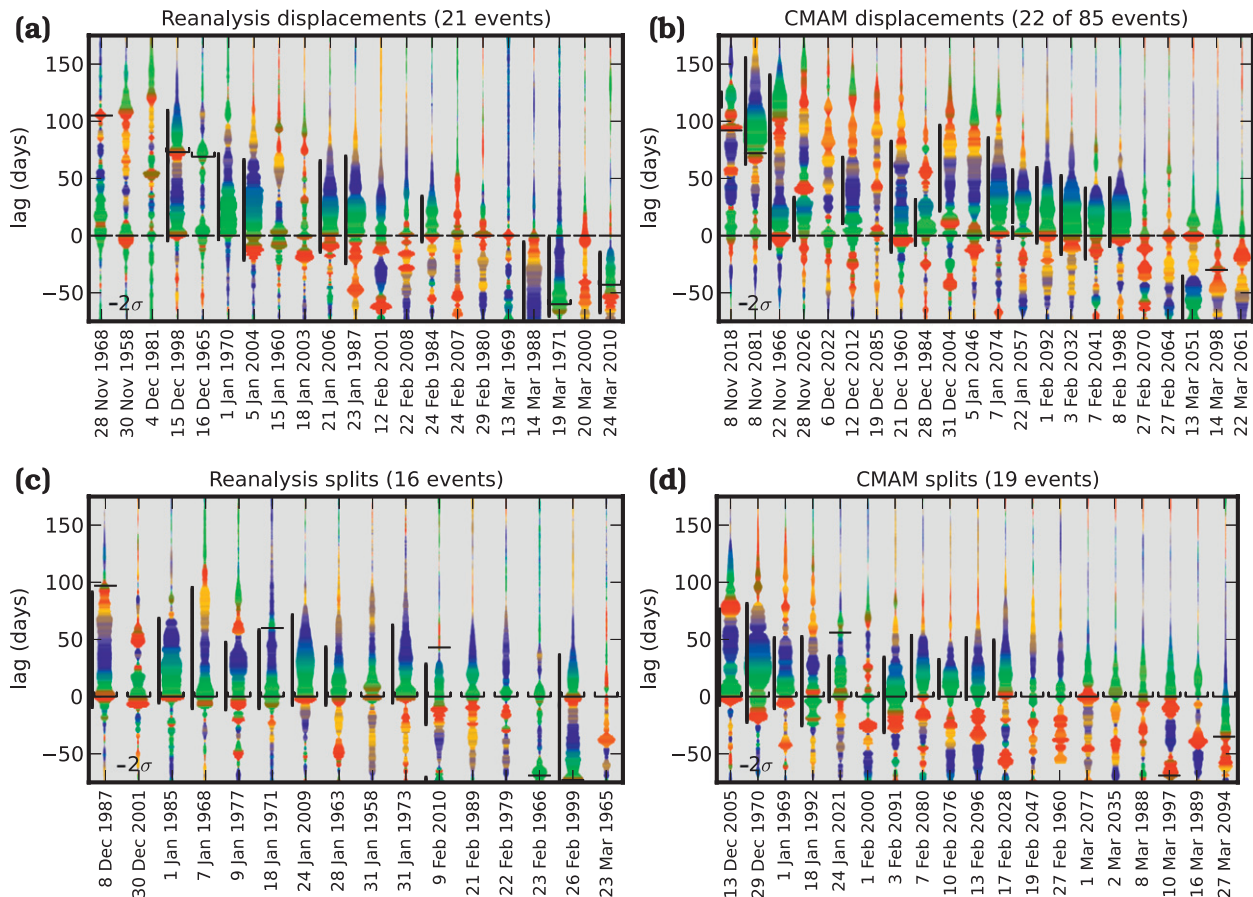 (a) Reanalysis displacements (21 events)
lag (days)
150
100
50
0
−50
−2σ
28 Nov 1968
30 Nov 1958
4 Dec 1981
15 Dec 1998
16 Dec 1965
1 Jan 1970
5 Jan 2004
15 Jan 1960
18 Jan 2003
21 Jan 2006
23 Jan 1987
12 Feb 2001
22 Feb 2008
24 Feb 1984
24 Feb 2007
29 Feb 1980
13 Mar 1969
14 Mar 1988
19 Mar 1971
20 Mar 2000
24 Mar 2010
(b) CMAM displacements (22 of 85 events)
lag (days)
150
100
50
0
−50
−2σ
8 Nov 2018
8 Nov 2081
22 Nov 1966
28 Nov 2026
6 Dec 2022
12 Dec 2012
19 Dec 2085
21 Dec 1960
28 Dec 1984
31 Dec 2004
5 Jan 2046
7 Jan 2074
22 Jan 2057
1 Feb 2092
3 Feb 2032
7 Feb 2041
8 Feb 1998
27 Feb 2070
27 Feb 2064
13 Mar 2051
14 Mar 2098
22 Mar 2061
(c) Reanalysis splits (16 events)
lag (days)
150
100
50
0
−50
−2σ
8 Dec 1987
30 Dec 2001
1 Jan 1985
7 Jan 1968
9 Jan 1977
18 Jan 1971
24 Jan 2009
28 Jan 1963
31 Jan 1958
31 Jan 1973
9 Feb 2010
21 Feb 1989
22 Feb 1979
23 Feb 1966
26 Feb 1999
23 Mar 1965
(d) CMAM splits (19 events)
lag (days)
150
100
50
0
−50
−2σ
13 Dec 2005
29 Dec 1970
1 Jan 1969
18 Jan 1992
24 Jan 2021
1 Feb 2000
3 Feb 2091
7 Feb 2080
10 Feb 2076
13 Feb 2096
17 Feb 2028
19 Feb 2047
27 Feb 1960
1 Mar 2077
2 Mar 2035
8 Mar 1988
10 Mar 1997
16 Mar 1989
27 Mar 2094